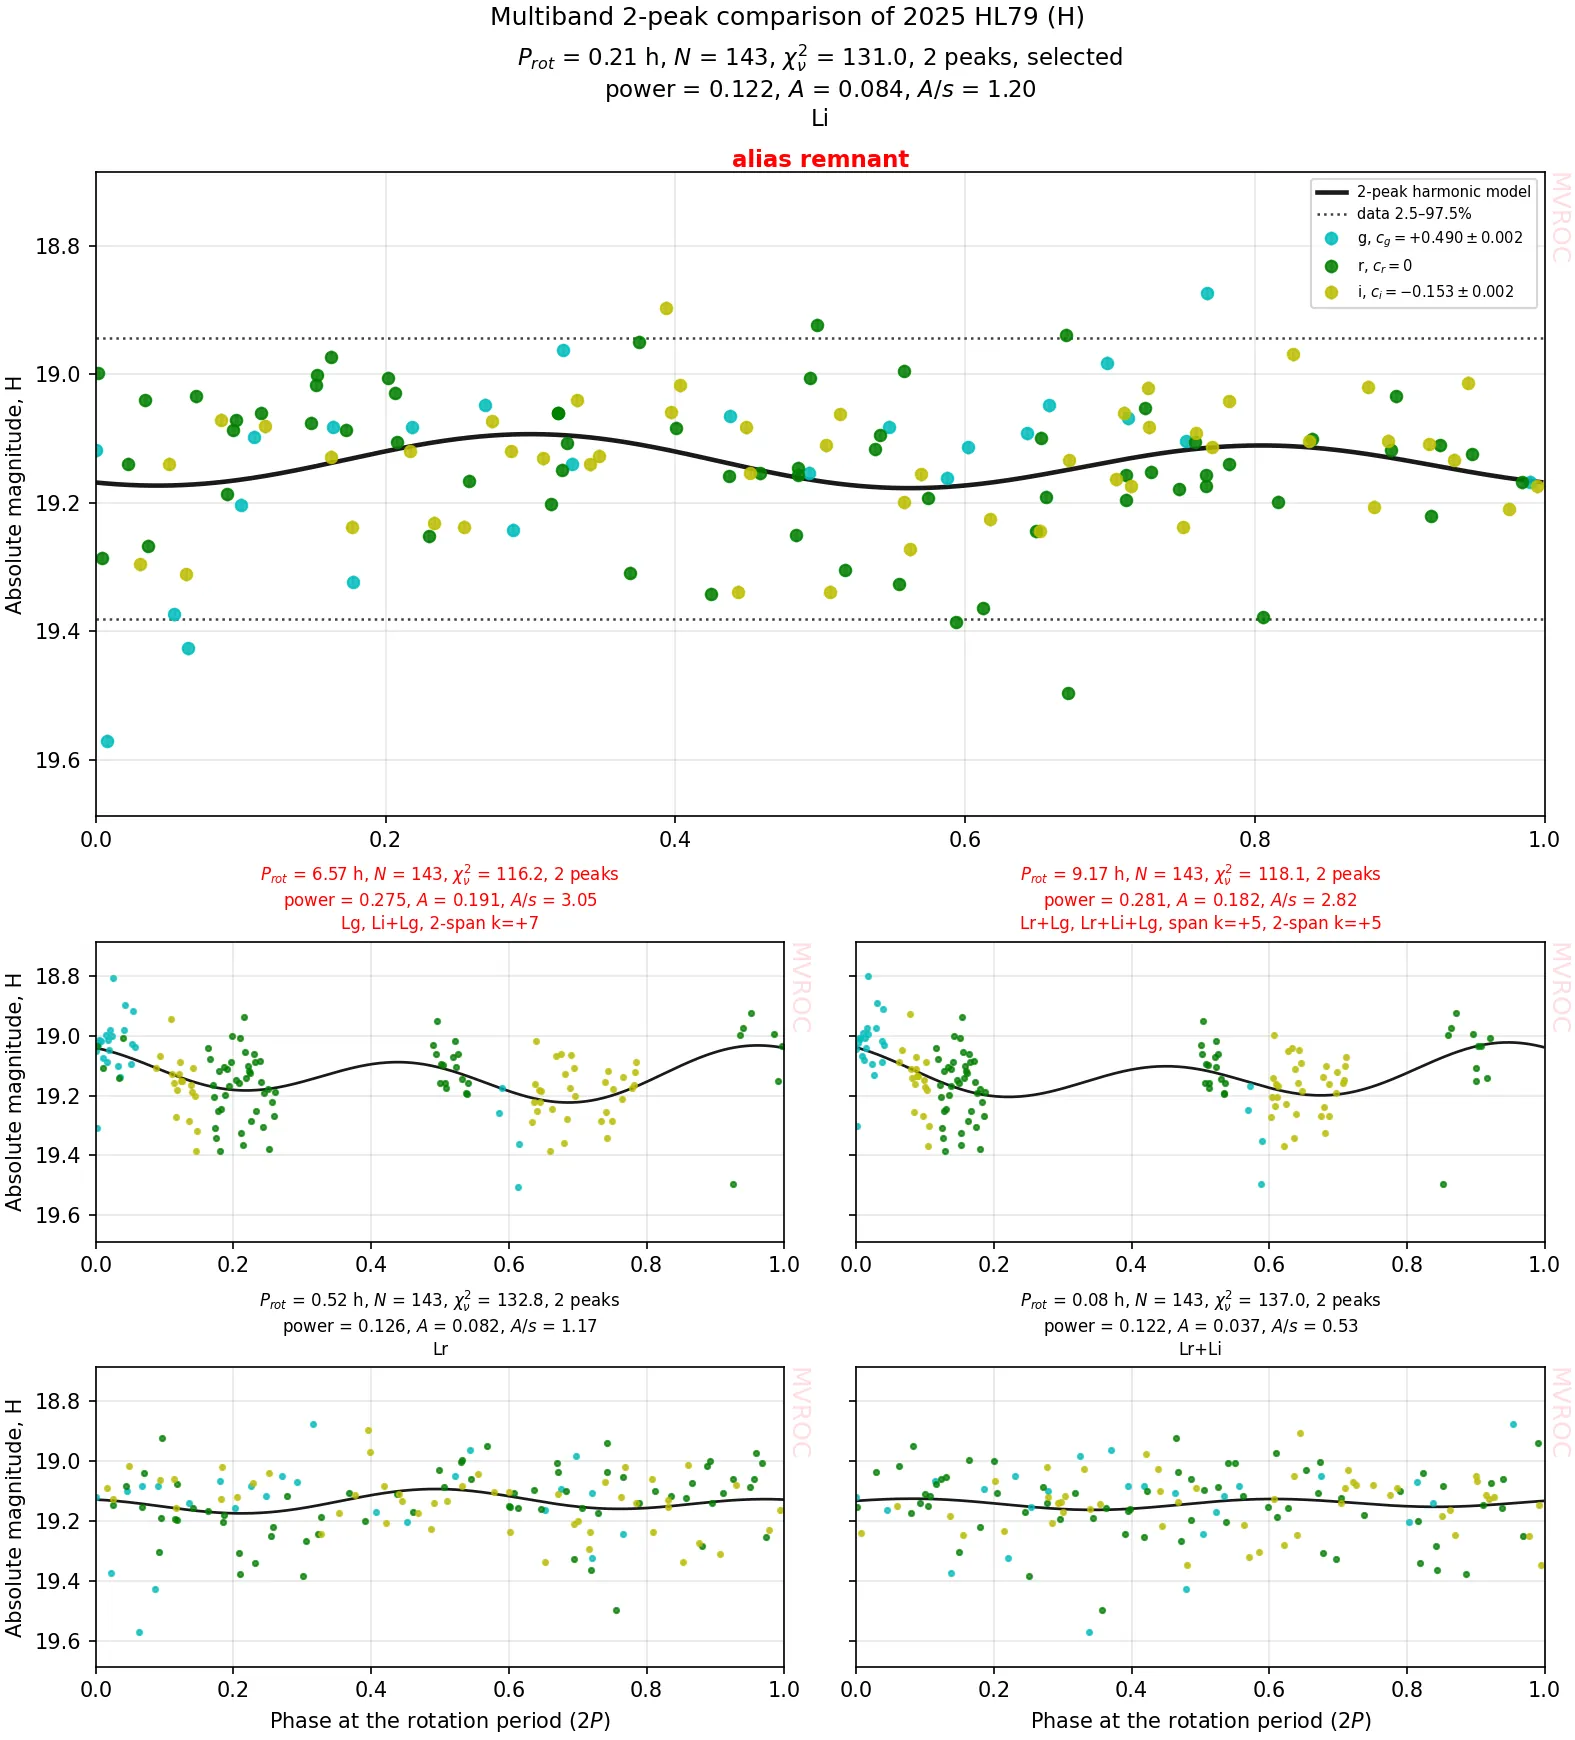 Multiband 2-peak comparison of 2025 HL79 (H)
P_rot = 0.21 h, N = 143, χ²_ν = 131.0, 2 peaks, selected
power = 0.122, A = 0.084, A/s = 1.20
Li
alias remnant
2-peak harmonic model
data 2.5–97.5%
g, c_g = +0.490 ± 0.002
r, c_r = 0
i, c_i = −0.153 ± 0.002
MVROC
Absolute magnitude, H
18.8
19.0
19.2
19.4
19.6
0.0 0.2 0.4 0.6 0.8 1.0
P_rot = 6.57 h, N = 143, χ²_ν = 116.2, 2 peaks
power = 0.275, A = 0.191, A/s = 3.05
Lg, Li+Lg, 2-span k=+7
MVROC
Absolute magnitude, H
18.8
19.0
19.2
19.4
19.6
0.0 0.2 0.4 0.6 0.8 1.0
P_rot = 9.17 h, N = 143, χ²_ν = 118.1, 2 peaks
power = 0.281, A = 0.182, A/s = 2.82
Lr+Lg, Lr+Li+Lg, span k=+5, 2-span k=+5
MVROC
0.0 0.2 0.4 0.6 0.8 1.0
P_rot = 0.52 h, N = 143, χ²_ν = 132.8, 2 peaks
power = 0.126, A = 0.082, A/s = 1.17
Lr
MVROC
Absolute magnitude, H
18.8
19.0
19.2
19.4
19.6
0.0 0.2 0.4 0.6 0.8 1.0
Phase at the rotation period (2P)
P_rot = 0.08 h, N = 143, χ²_ν = 137.0, 2 peaks
power = 0.122, A = 0.037, A/s = 0.53
Lr+Li
MVROC
0.0 0.2 0.4 0.6 0.8 1.0
Phase at the rotation period (2P)